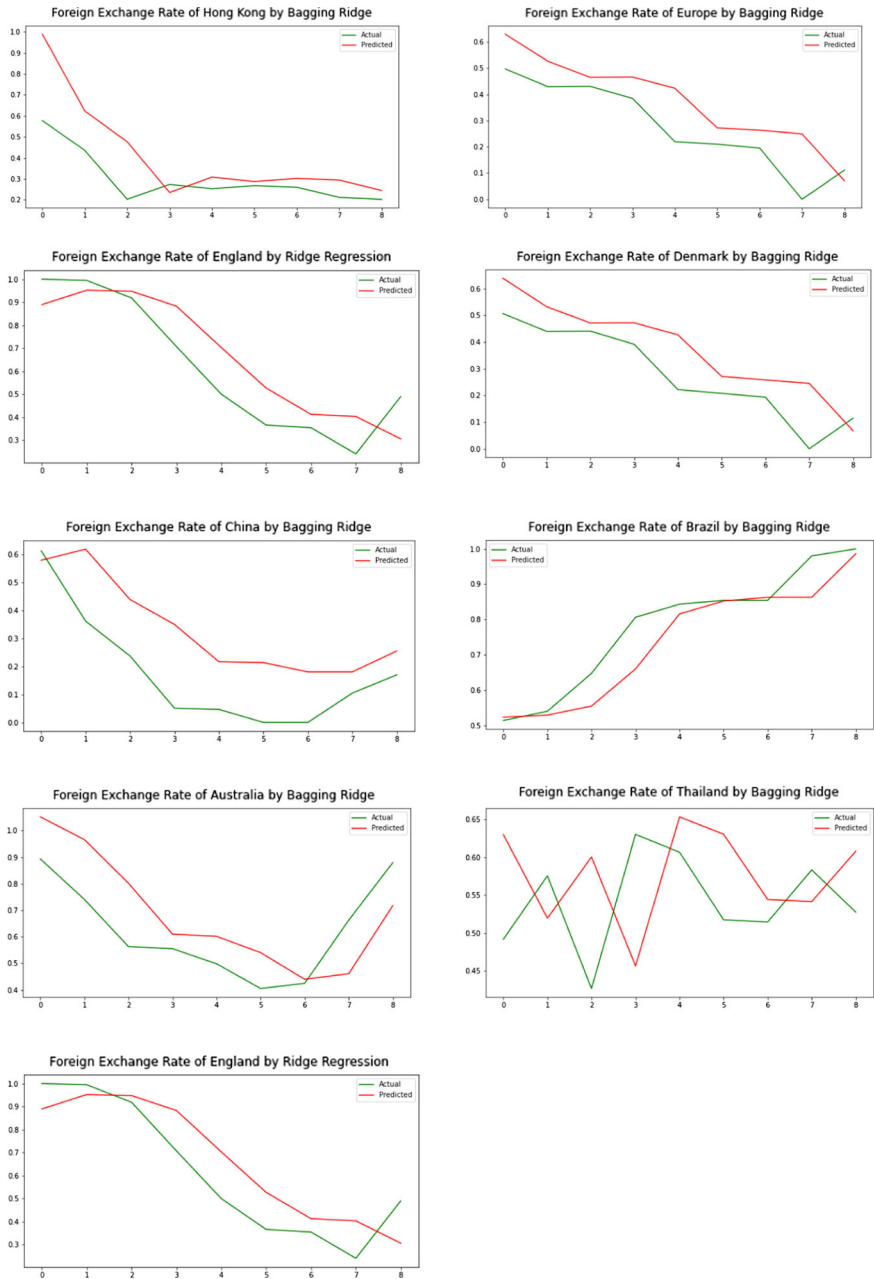 Foreign Exchange Rate of Hong Kong by Bagging Ridge
Actual
Predicted
1.0
0.9
0.8
0.7
0.6
0.5
0.4
0.3
0.2
0 1 2 3 4 5 6 7 8
Foreign Exchange Rate of Europe by Bagging Ridge
Actual
Predicted
0.6
0.5
0.4
0.3
0.2
0.1
0.0
0 1 2 3 4 5 6 7 8
Foreign Exchange Rate of England by Ridge Regression
Actual
Predicted
1.0
0.9
0.8
0.7
0.6
0.5
0.4
0.3
0 1 2 3 4 5 6 7 8
Foreign Exchange Rate of Denmark by Bagging Ridge
Actual
Predicted
0.6
0.5
0.4
0.3
0.2
0.1
0.0
0 1 2 3 4 5 6 7 8
Foreign Exchange Rate of China by Bagging Ridge
Actual
Predicted
0.6
0.5
0.4
0.3
0.2
0.1
0.0
0 1 2 3 4 5 6 7 8
Foreign Exchange Rate of Brazil by Bagging Ridge
Actual
Predicted
1.0
0.9
0.8
0.7
0.6
0.5
0 1 2 3 4 5 6 7 8
Foreign Exchange Rate of Australia by Bagging Ridge
Actual
Predicted
1.0
0.9
0.8
0.7
0.6
0.5
0.4
0 1 2 3 4 5 6 7 8
Foreign Exchange Rate of Thailand by Bagging Ridge
Actual
Predicted
0.65
0.60
0.55
0.50
0.45
0 1 2 3 4 5 6 7 8
Foreign Exchange Rate of England by Ridge Regression
Actual
Predicted
1.0
0.9
0.8
0.7
0.6
0.5
0.4
0.3
0 1 2 3 4 5 6 7 8